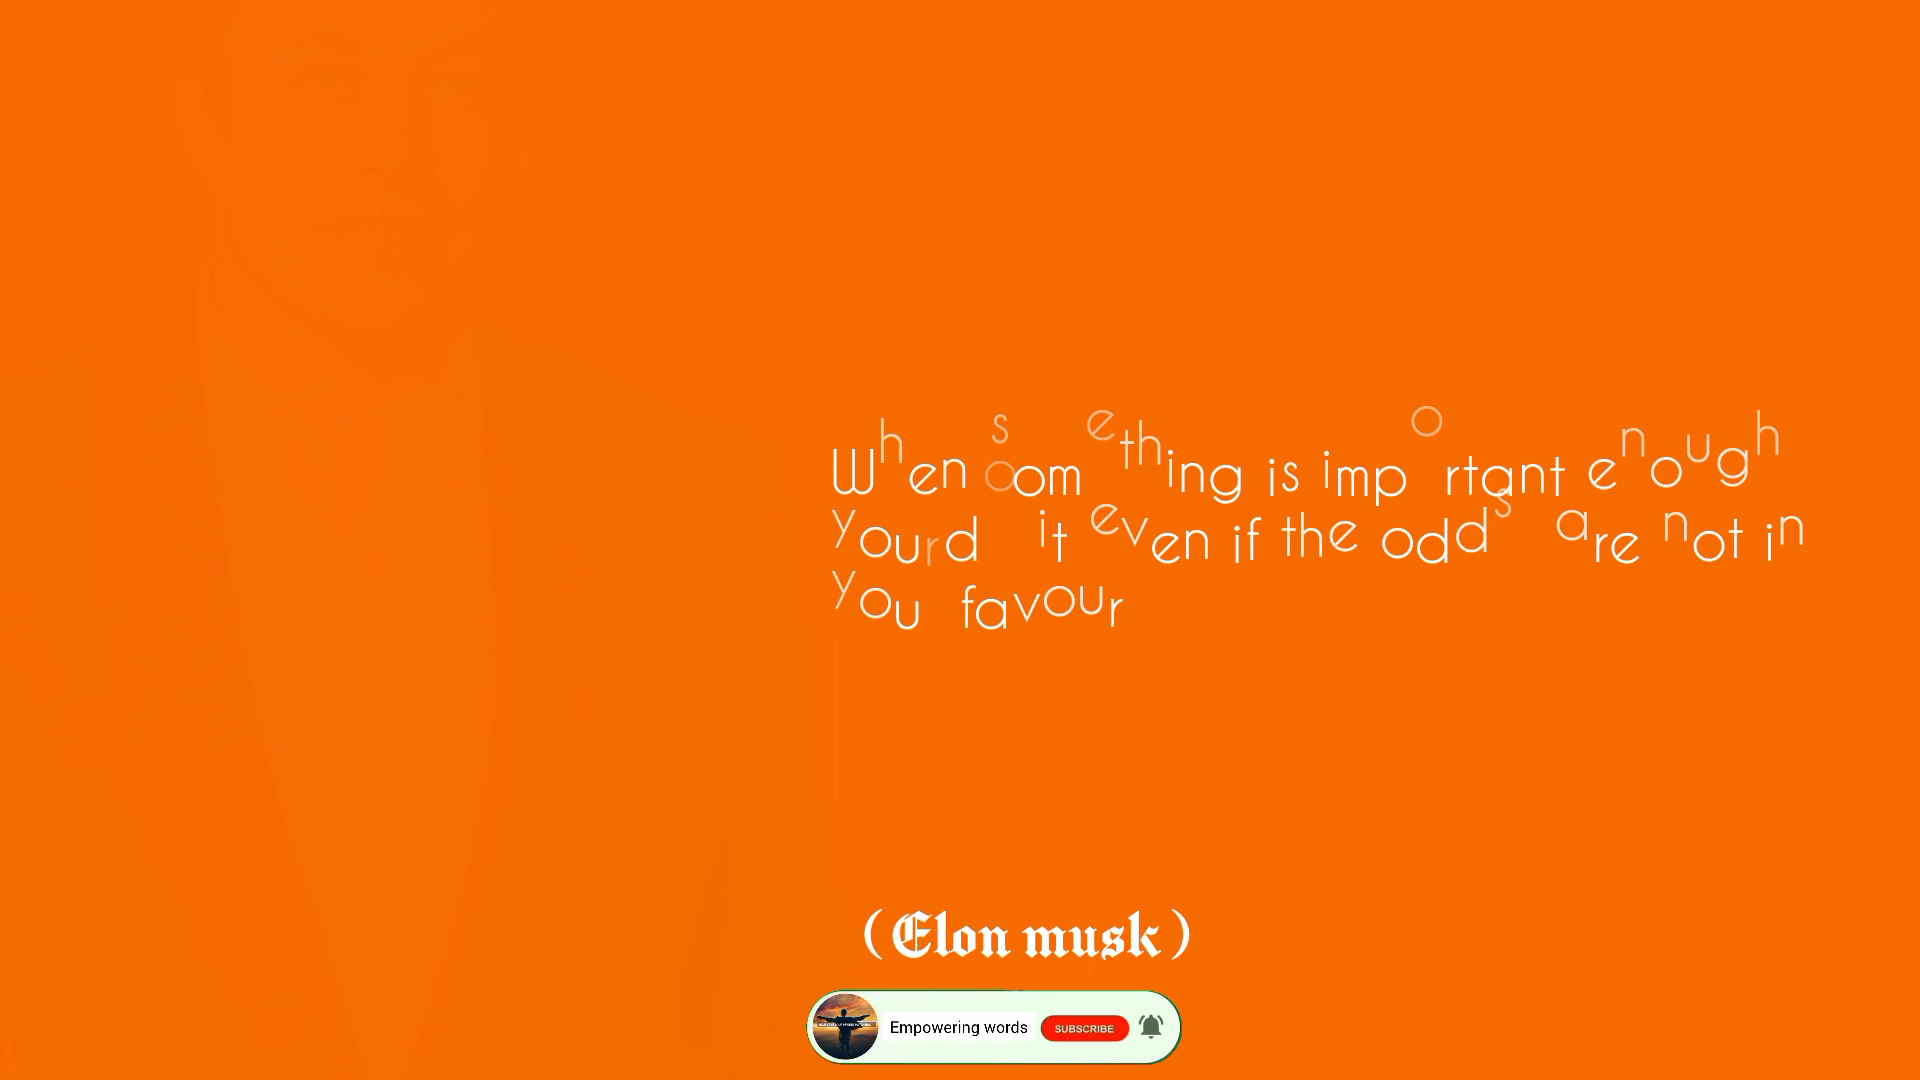 When something is important enough
you do it even if the odds are not in
your favour
(Elon musk)
Empowering words SUBSCRIBE